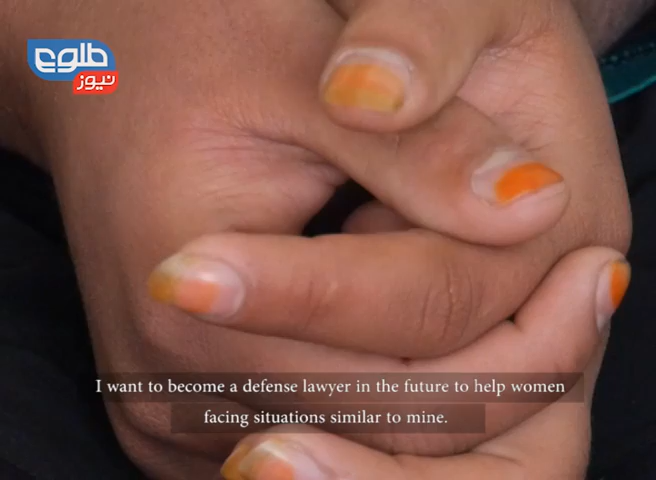 طلوع
نیوز
I want to become a defense lawyer in the future to help women
facing situations similar to mine.